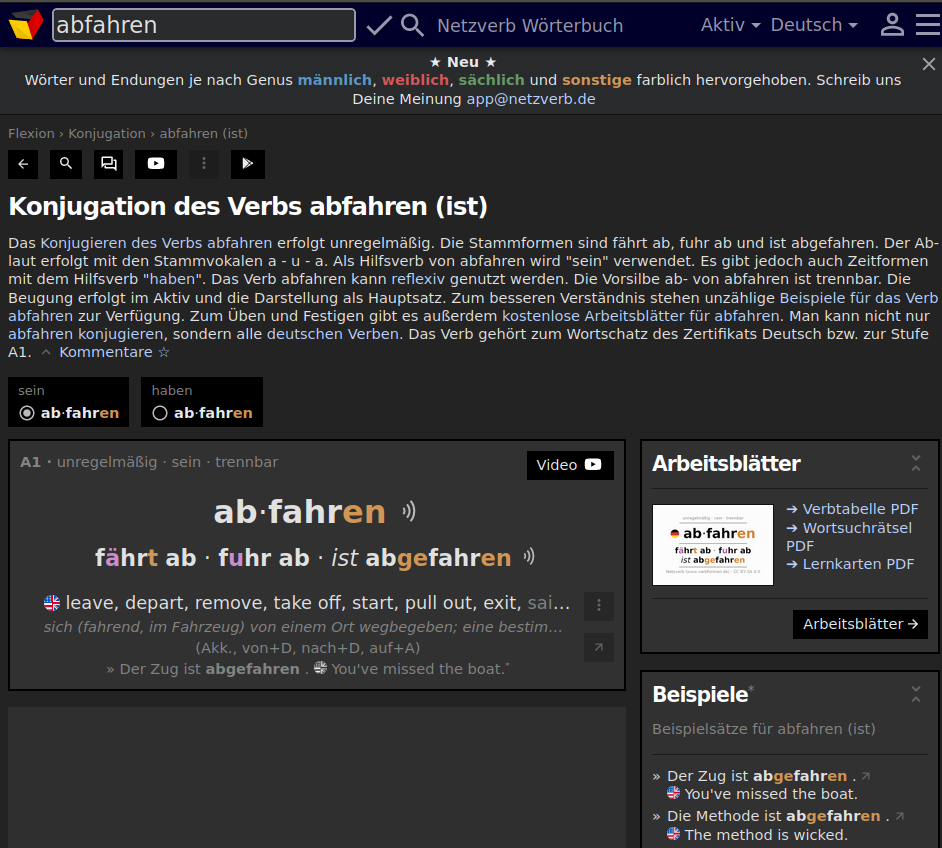 abfahren
Netzverb Wörterbuch
Aktiv
Deutsch
★ Neu ★
Wörter und Endungen je nach Genus männlich, weiblich, sächlich und sonstige farblich hervorgehoben. Schreib uns
Deine Meinung app@netzverb.de
Flexion › Konjugation › abfahren (ist)
Konjugation des Verbs abfahren (ist)
Das Konjugieren des Verbs abfahren erfolgt unregelmäßig. Die Stammformen sind fährt ab, fuhr ab und ist abgefahren. Der Ab-
laut erfolgt mit den Stammvokalen a - u - a. Als Hilfsverb von abfahren wird "sein" verwendet. Es gibt jedoch auch Zeitformen
mit dem Hilfsverb "haben". Das Verb abfahren kann reflexiv genutzt werden. Die Vorsilbe ab- von abfahren ist trennbar. Die
Beugung erfolgt im Aktiv und die Darstellung als Hauptsatz. Zum besseren Verständnis stehen unzählige Beispiele für das Verb
abfahren zur Verfügung. Zum Üben und Festigen gibt es außerdem kostenlose Arbeitsblätter für abfahren. Man kann nicht nur
abfahren konjugieren, sondern alle deutschen Verben. Das Verb gehört zum Wortschatz des Zertifikats Deutsch bzw. zur Stufe
A1. ^ Kommentare ☆
sein
ab·fahren
haben
ab·fahren
A1 · unregelmäßig · sein · trennbar
Video
ab·fahren
fährt ab · fuhr ab · ist abgefahren
leave, depart, remove, take off, start, pull out, exit, sai…
sich (fahrend, im Fahrzeug) von einem Ort wegbegeben; eine bestim…
(Akk., von+D, nach+D, auf+A)
» Der Zug ist abgefahren . You've missed the boat.*
Arbeitsblätter
unregelmäßig · sein · trennbar
ab·fahren
fährt ab · fuhr ab
ist abgefahren
➔ Verbtabelle PDF
➔ Wortsuchrätsel
PDF
➔ Lernkarten PDF
Arbeitsblätter →
Beispiele*
Beispielsätze für abfahren (ist)
» Der Zug ist abgefahren .
You've missed the boat.
» Die Methode ist abgefahren .
The method is wicked.